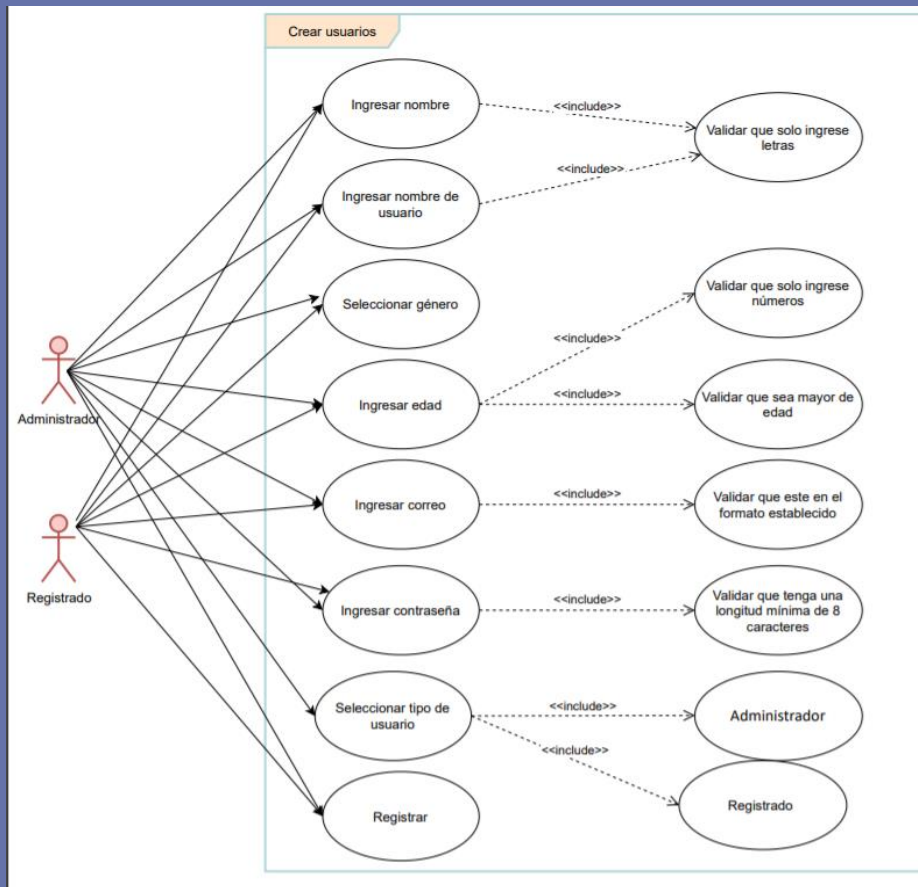 Crear usuarios
Ingresar nombre
<<include>>
Validar que solo ingrese
letras
Ingresar nombre de
usuario
<<include>>
Seleccionar género
Validar que solo ingrese
números
<<include>>
Administrador
Ingresar edad
<<include>>
Validar que sea mayor de
edad
Ingresar correo
<<include>>
Validar que este en el
formato establecido
Registrado
Ingresar contraseña
<<include>>
Validar que tenga una
longitud mínima de 8
caracteres
Seleccionar tipo de
usuario
<<include>>
Administrador
<<include>>
Registrado
Registrar